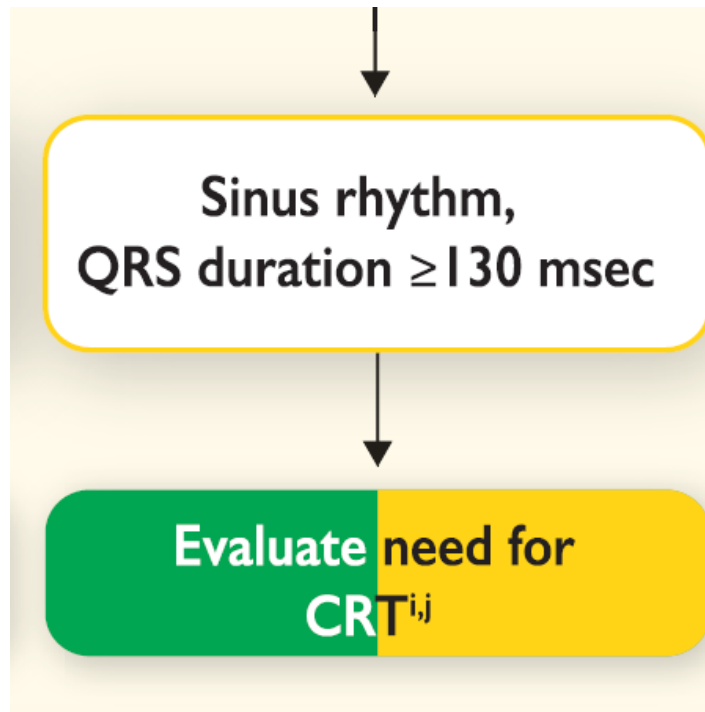 Sinus rhythm,
QRS duration ≥130 msec
Evaluate need for
CRTi,j